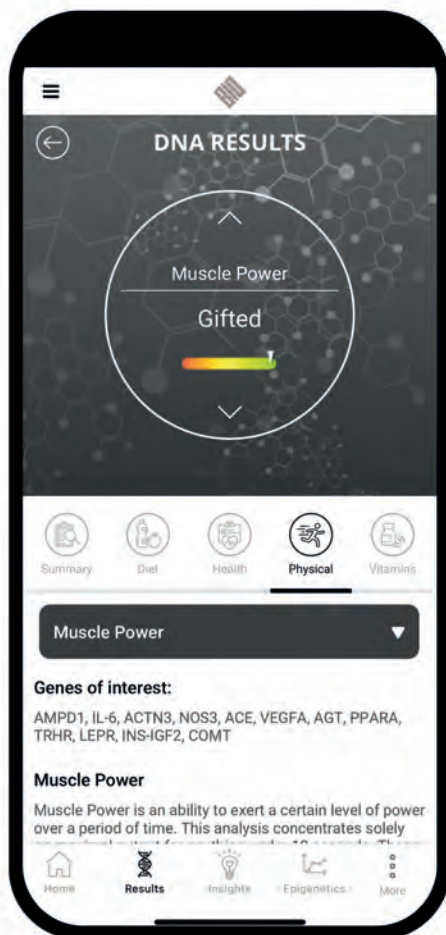 DNA RESULTS
Muscle Power
Gifted
Summary Diet Health Physical Vitamins
Muscle Power
Genes of interest:
AMPD1, IL-6, ACTN3, NOS3, ACE, VEGFA, AGT, PPARA,
TRHR, LEPR, INS-IGF2, COMT
Muscle Power
Muscle Power is an ability to exert a certain level of power
over a period of time. This analysis concentrates solely
Home Results Insights Epigenetics More